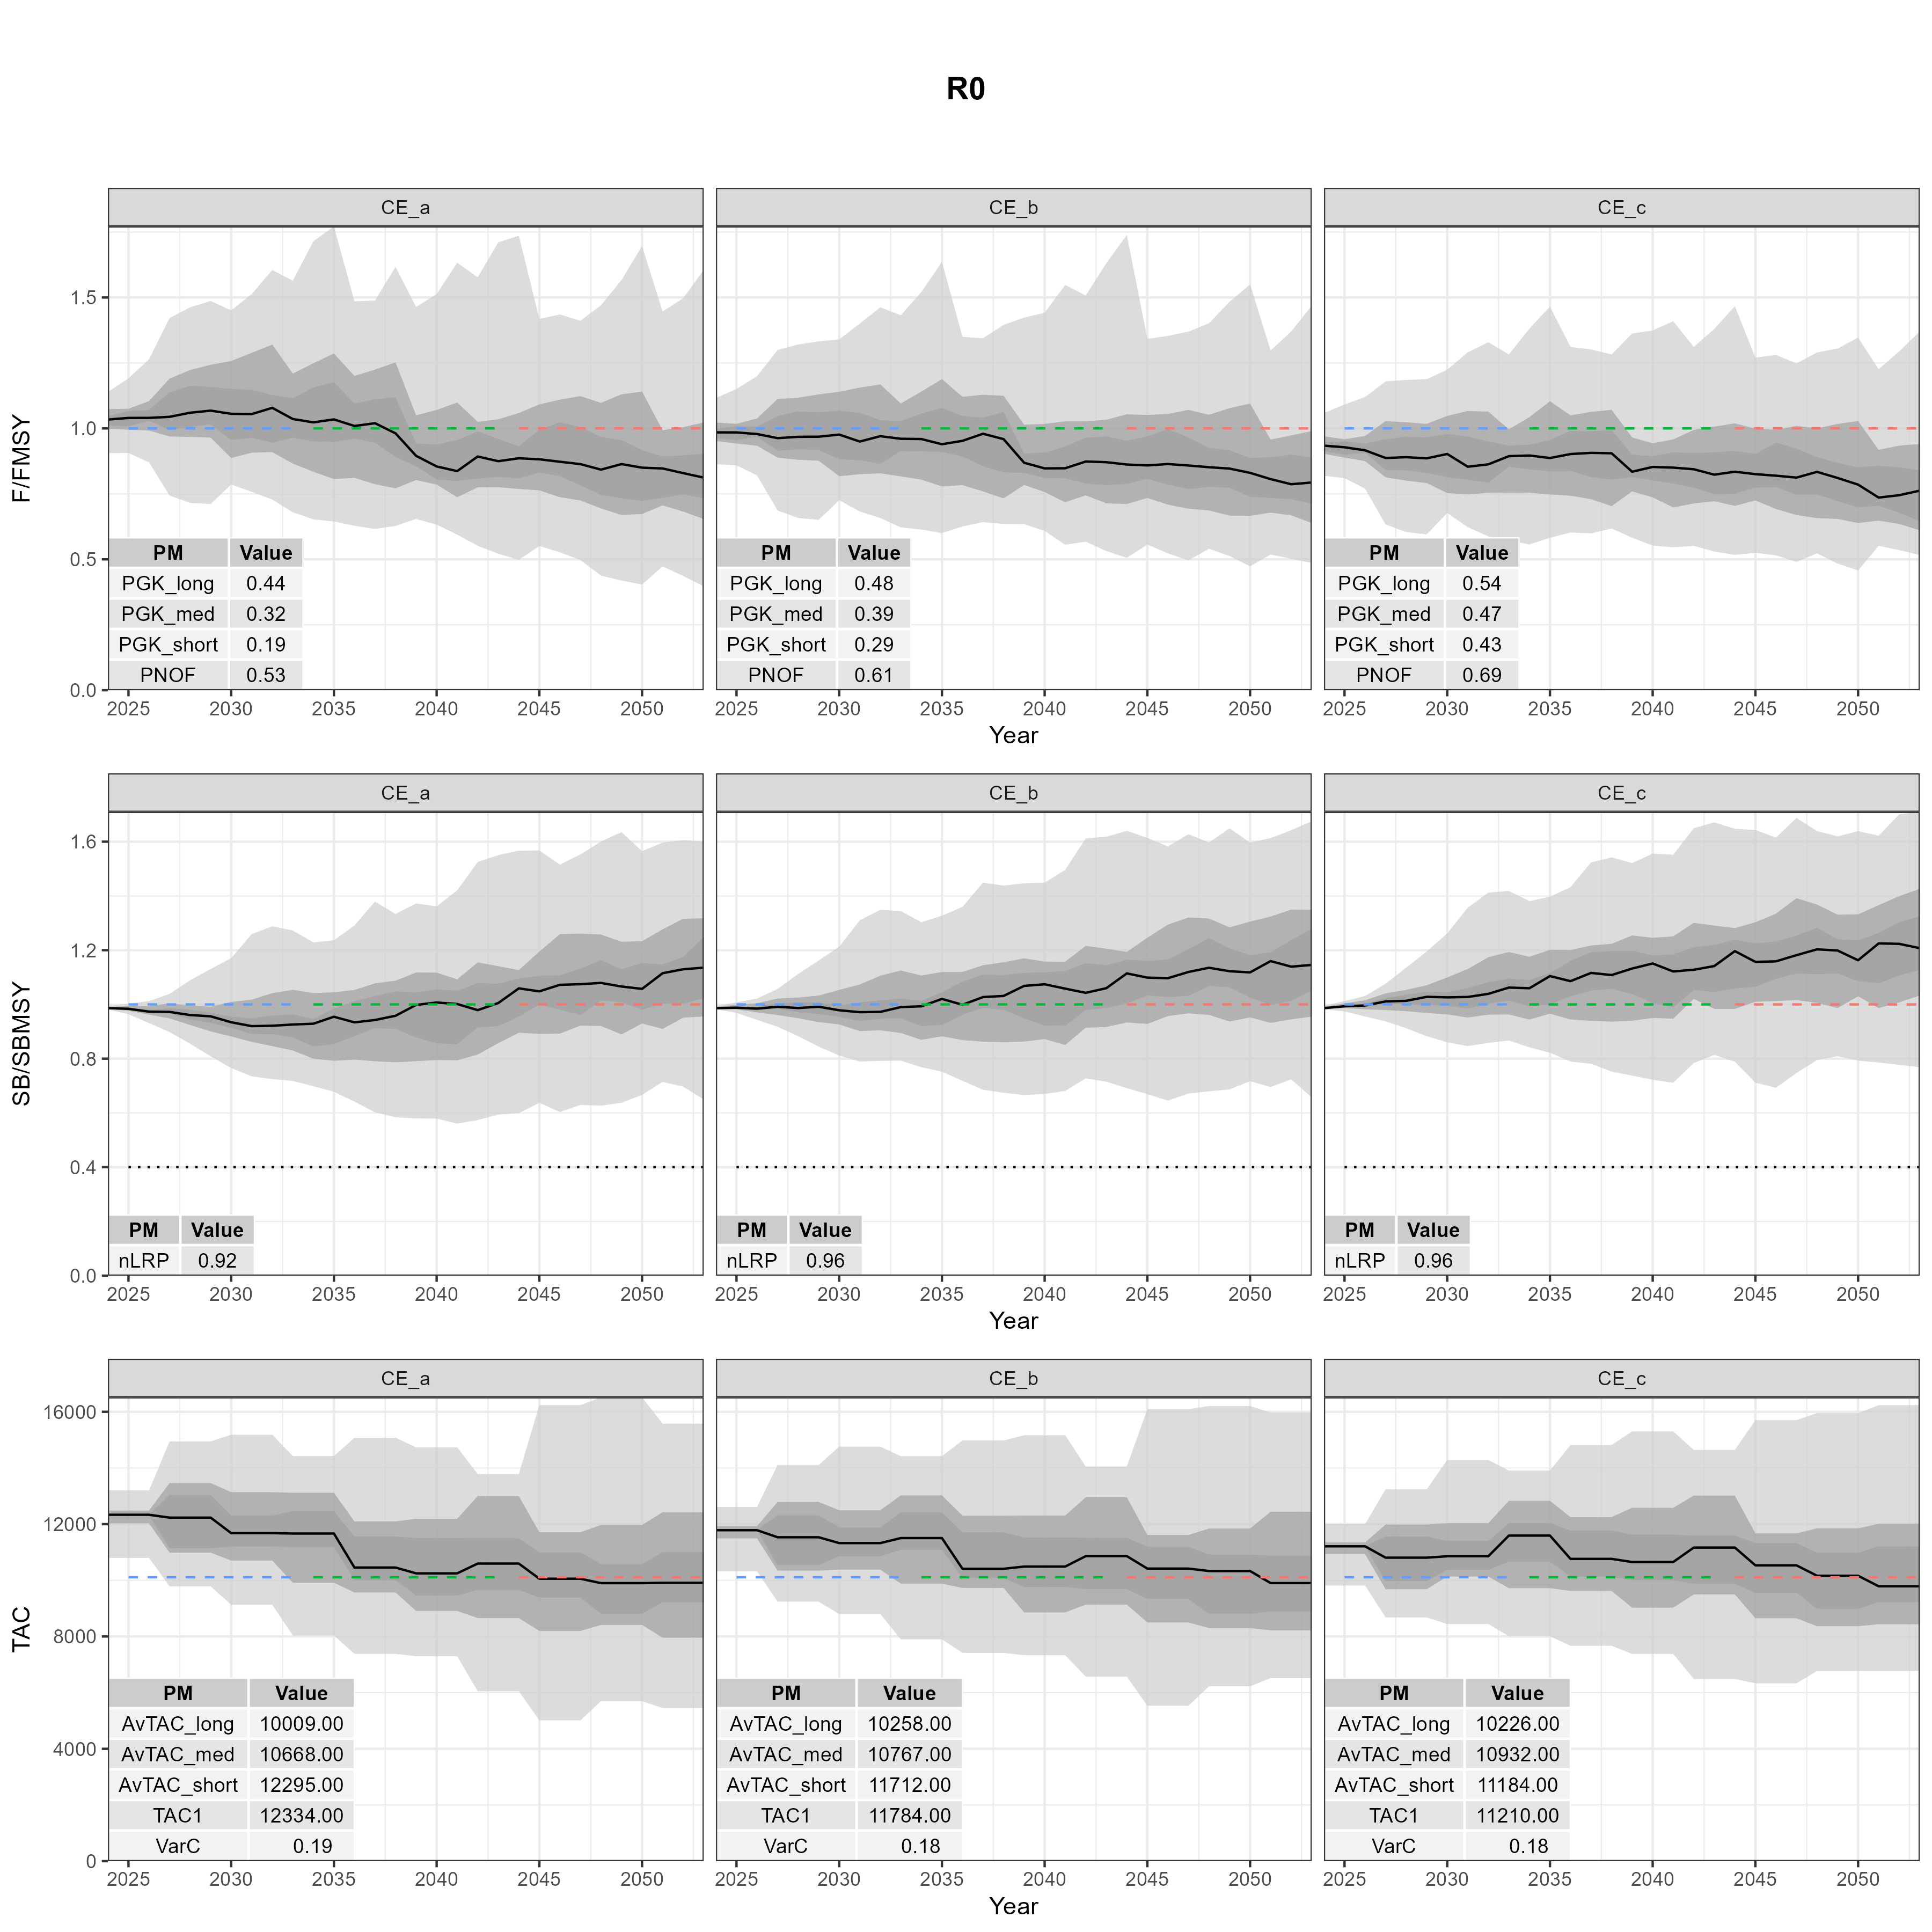 R0
CE_a CE_b CE_c
F/FMSY
1.5
1.0
0.5
0.0
PM Value PM Value PM Value
PGK_long 0.44 PGK_long 0.48 PGK_long 0.54
PGK_med 0.32 PGK_med 0.39 PGK_med 0.47
PGK_short 0.19 PGK_short 0.29 PGK_short 0.43
PNOF 0.53 PNOF 0.61 PNOF 0.69
2025 2030 2035 2040 2045 2050 2025 2030 2035 2040 2045 2050 2025 2030 2035 2040 2045 2050
Year
CE_a CE_b CE_c
SB/SBMSY
1.6
1.2
0.8
0.4
0.0
PM Value PM Value PM Value
nLRP 0.92 nLRP 0.96 nLRP 0.96
2025 2030 2035 2040 2045 2050 2025 2030 2035 2040 2045 2050 2025 2030 2035 2040 2045 2050
Year
CE_a CE_b CE_c
TAC
16000
12000
8000
4000
0
PM Value PM Value PM Value
AvTAC_long 10009.00 AvTAC_long 10258.00 AvTAC_long 10226.00
AvTAC_med 10668.00 AvTAC_med 10767.00 AvTAC_med 10932.00
AvTAC_short 12295.00 AvTAC_short 11712.00 AvTAC_short 11184.00
TAC1 12334.00 TAC1 11784.00 TAC1 11210.00
VarC 0.19 VarC 0.18 VarC 0.18
2025 2030 2035 2040 2045 2050 2025 2030 2035 2040 2045 2050 2025 2030 2035 2040 2045 2050
Year